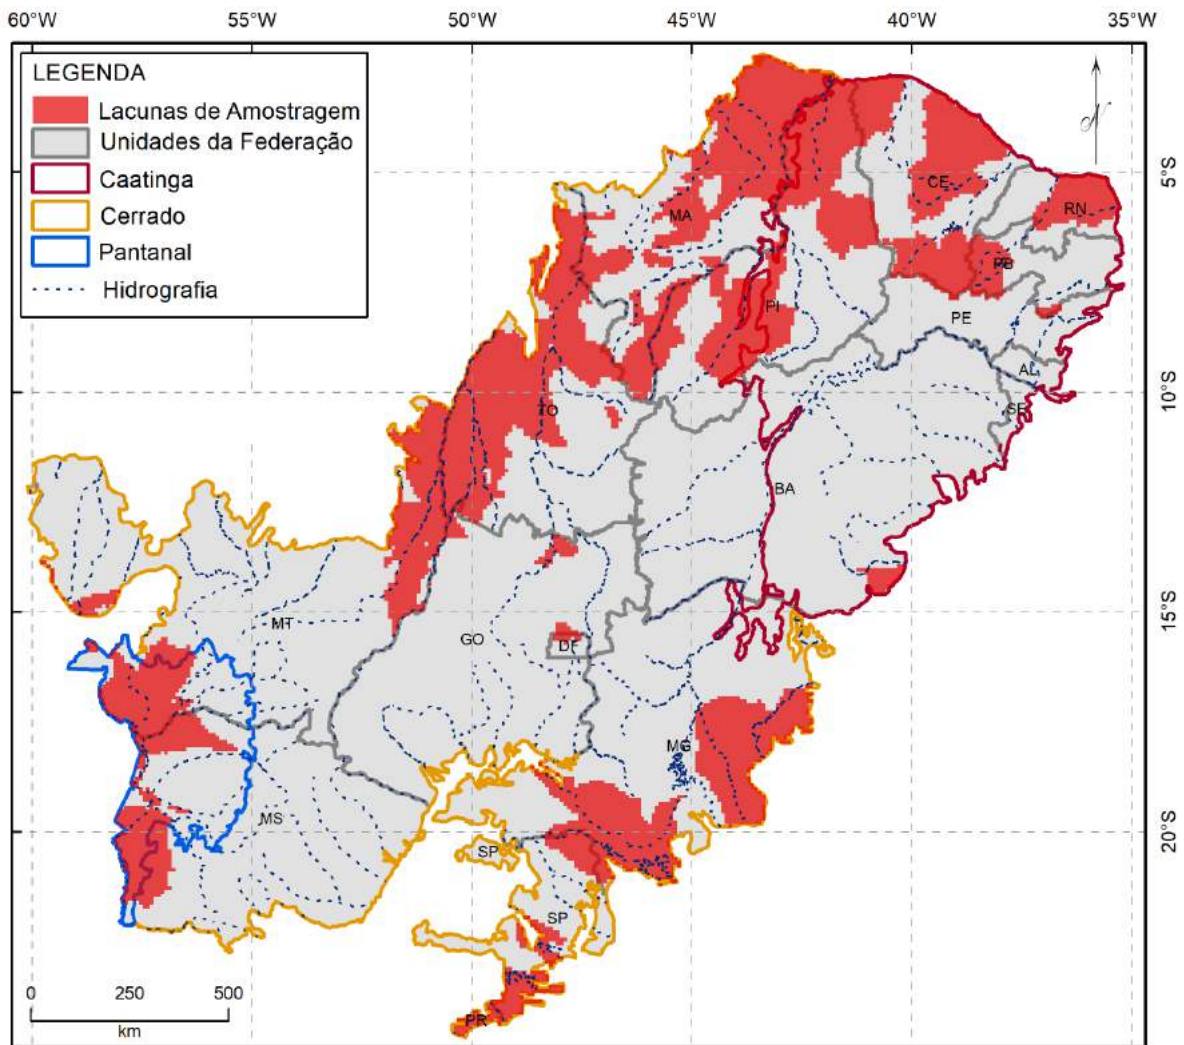 60°W 55°W 50°W 45°W 40°W 35°W
LEGENDA
Lacunas de Amostragem
Unidades da Federação
Caatinga
Cerrado
Pantanal
Hidrografia
N
5°S
CE
RN
MA
PI
PE
AL
10°S
TO
SE
BA
MT
15°S
GO
DF
MG
MS
20°S
SP
SP
PR
0 250 500
km